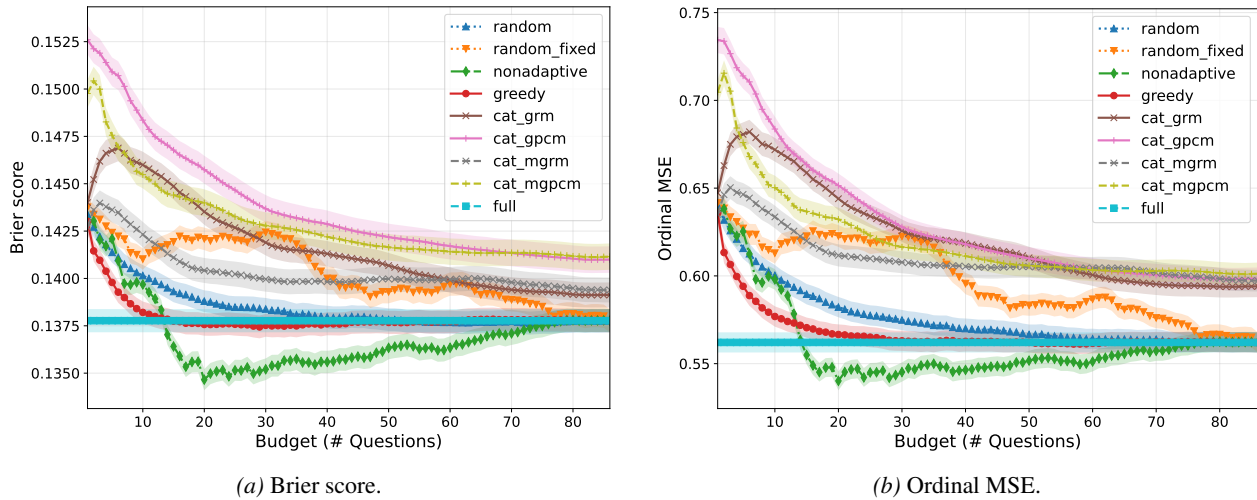 0.1525
0.1500
0.1475
0.1450
0.1425
0.1400
0.1375
0.1350
Brier score
random
random_fixed
nonadaptive
greedy
cat_grm
cat_gpcm
cat_mgrm
cat_mgpcm
full
10 20 30 40 50 60 70 80
Budget (# Questions)
(a) Brier score.
0.75
0.70
0.65
0.60
0.55
Ordinal MSE
random
random_fixed
nonadaptive
greedy
cat_grm
cat_gpcm
cat_mgrm
cat_mgpcm
full
10 20 30 40 50 60 70 80
Budget (# Questions)
(b) Ordinal MSE.